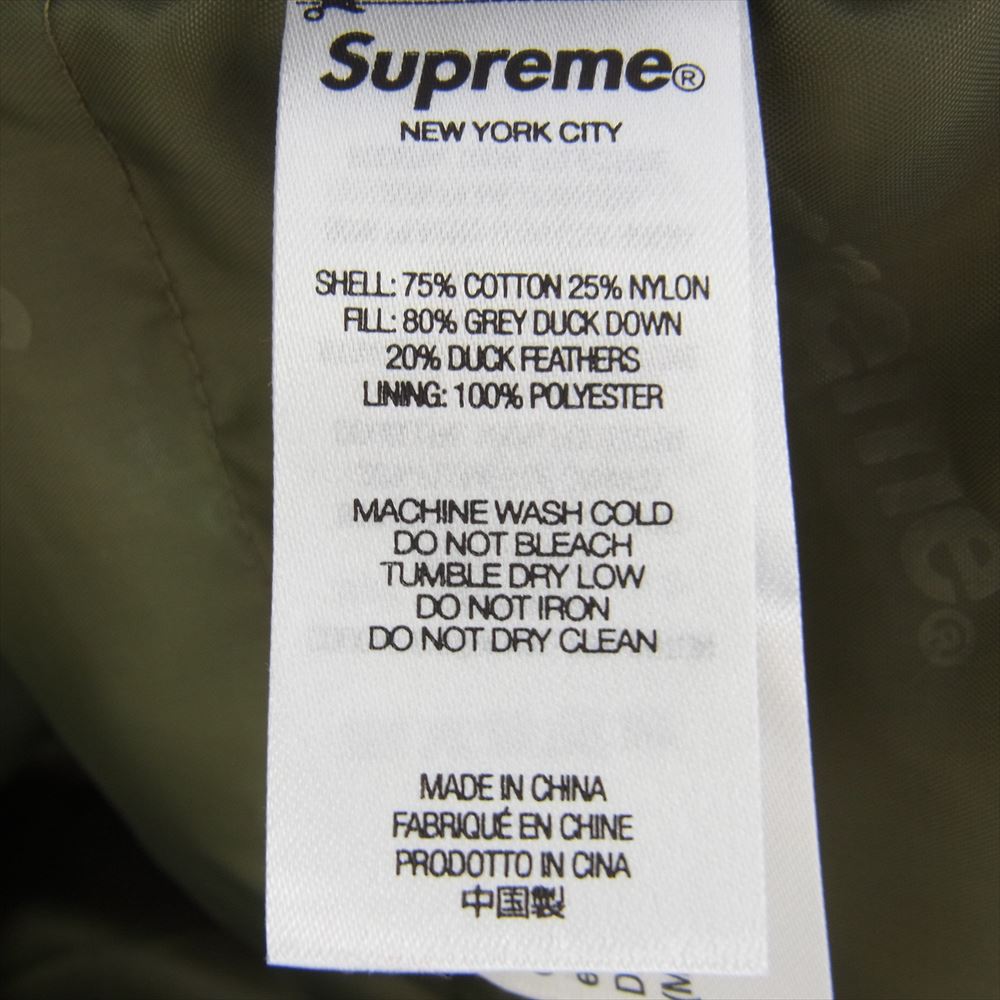 Supreme®
NEW YORK CITY
SHELL: 75% COTTON 25% NYLON
FILL: 80% GREY DUCK DOWN
20% DUCK FEATHERS
LINING: 100% POLYESTER
MACHINE WASH COLD
DO NOT BLEACH
TUMBLE DRY LOW
DO NOT IRON
DO NOT DRY CLEAN
MADE IN CHINA
FABRIQUÉ EN CHINE
PRODOTTO IN CINA
中国製